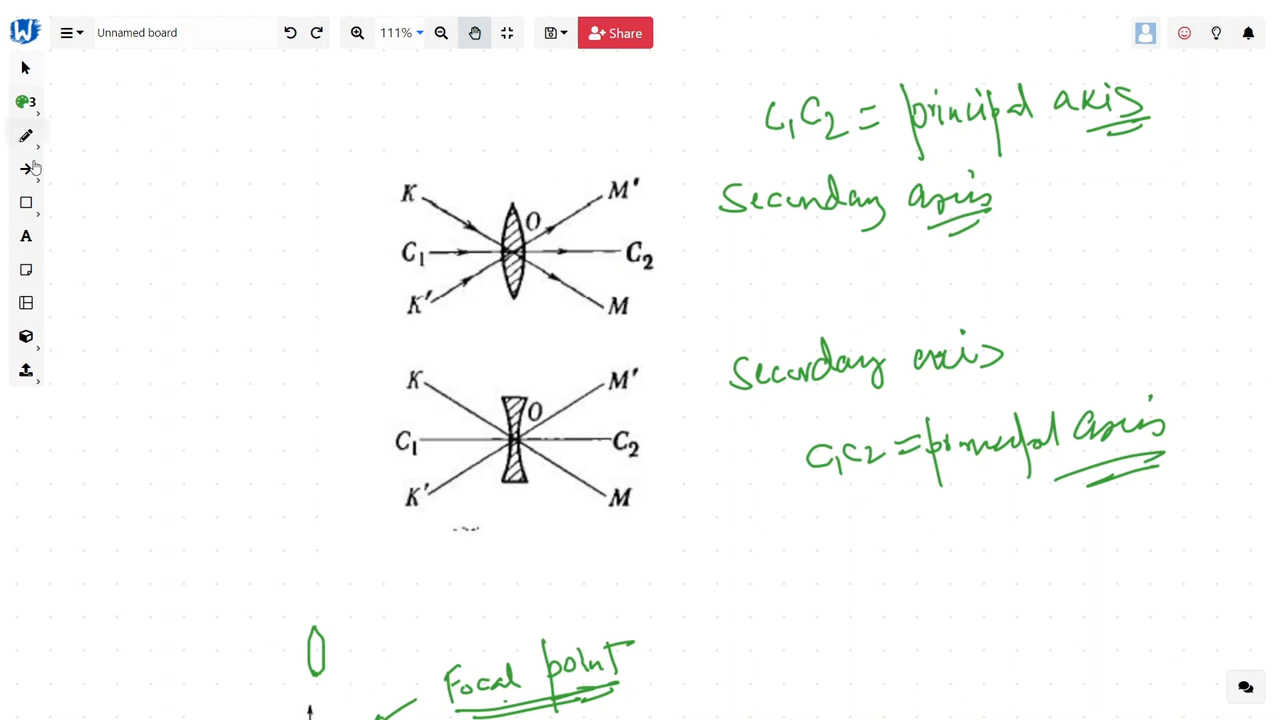 Unnamed board
111%
Share
3
C₁C₂ = principal axis
Secondary axis
K M'
O
C₁ C₂
K' M
Secondary axis
C₁C₂ = principal axis
K M'
O
C₁ C₂
K' M
Focal point